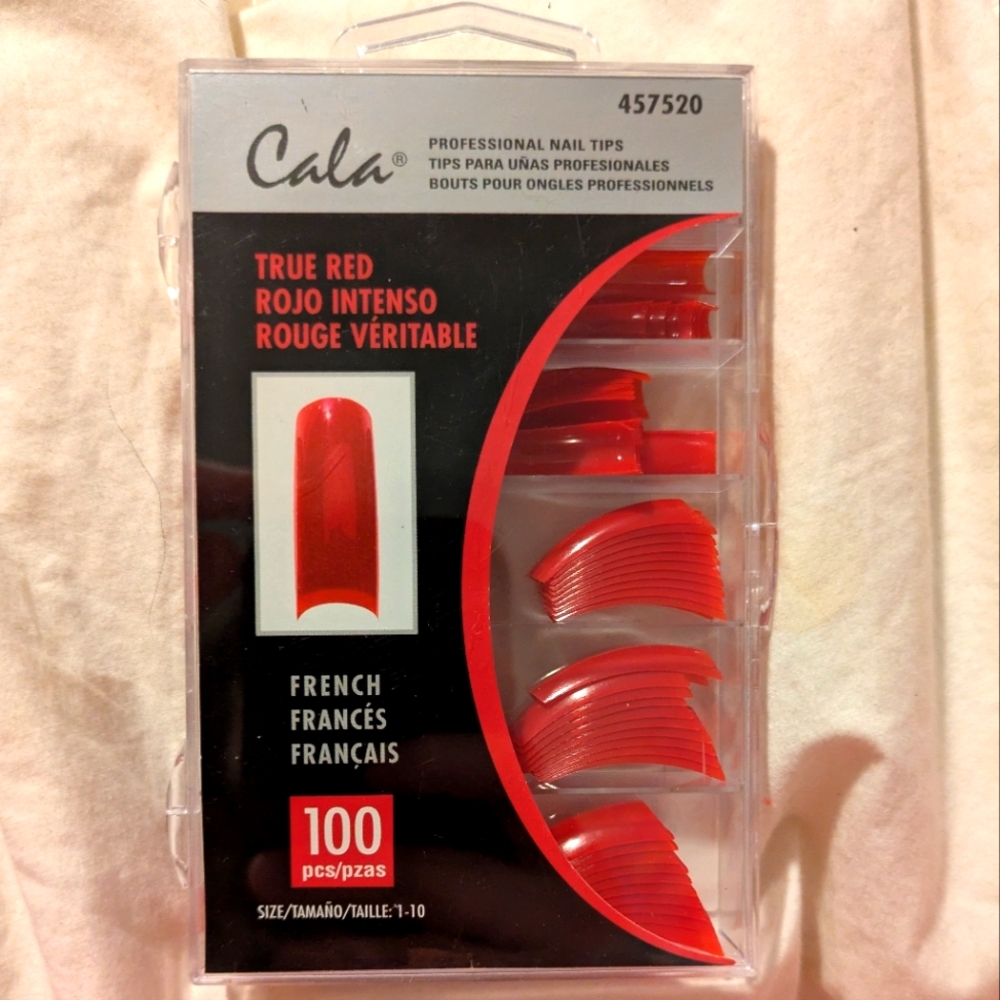 457520
Cala®
PROFESSIONAL NAIL TIPS
TIPS PARA UÑAS PROFESIONALES
BOUTS POUR ONGLES PROFESSIONNELS
TRUE RED
ROJO INTENSO
ROUGE VÉRITABLE
FRENCH
FRANCÉS
FRANÇAIS
100
pcs/pzas
SIZE/TAMAÑO/TAILLE: 1-10